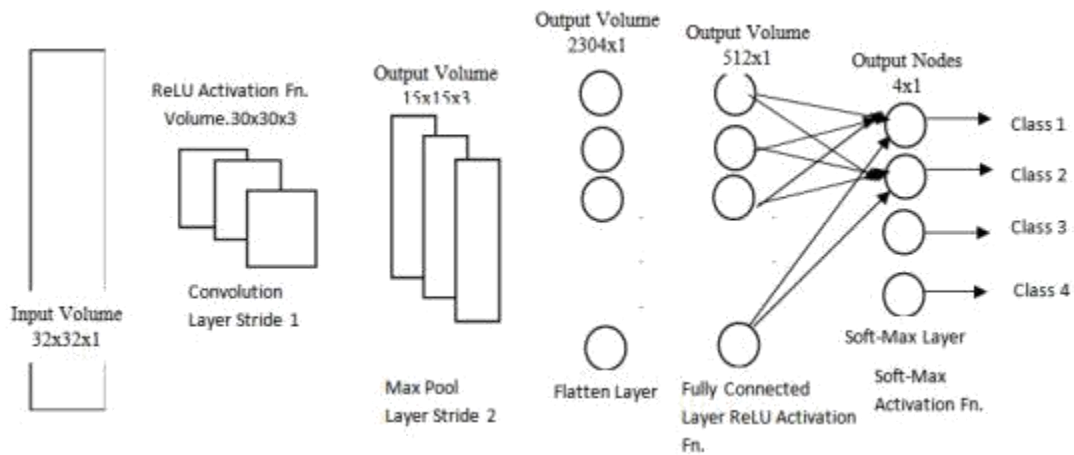 Input Volume
32x32x1
ReLU Activation Fn.
Volume.30x30x3
Convolution
Layer Stride 1
Output Volume
15x15x3
Max Pool
Layer Stride 2
Output Volume
2304x1
Flatten Layer
Output Volume
512x1
Fully Connected
Layer ReLU Activation
Fn.
Output Nodes
4x1
Soft-Max Layer
Soft-Max
Activation Fn.
Class 1
Class 2
Class 3
Class 4